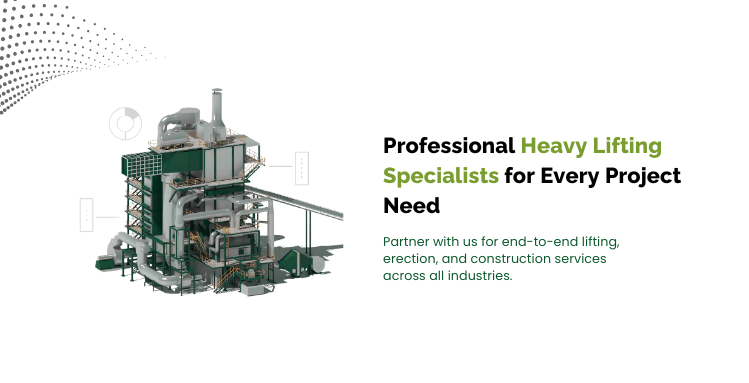 Professional Heavy Lifting
Specialists for Every Project
Need
Partner with us for end-to-end lifting,
erection, and construction services
across all industries.